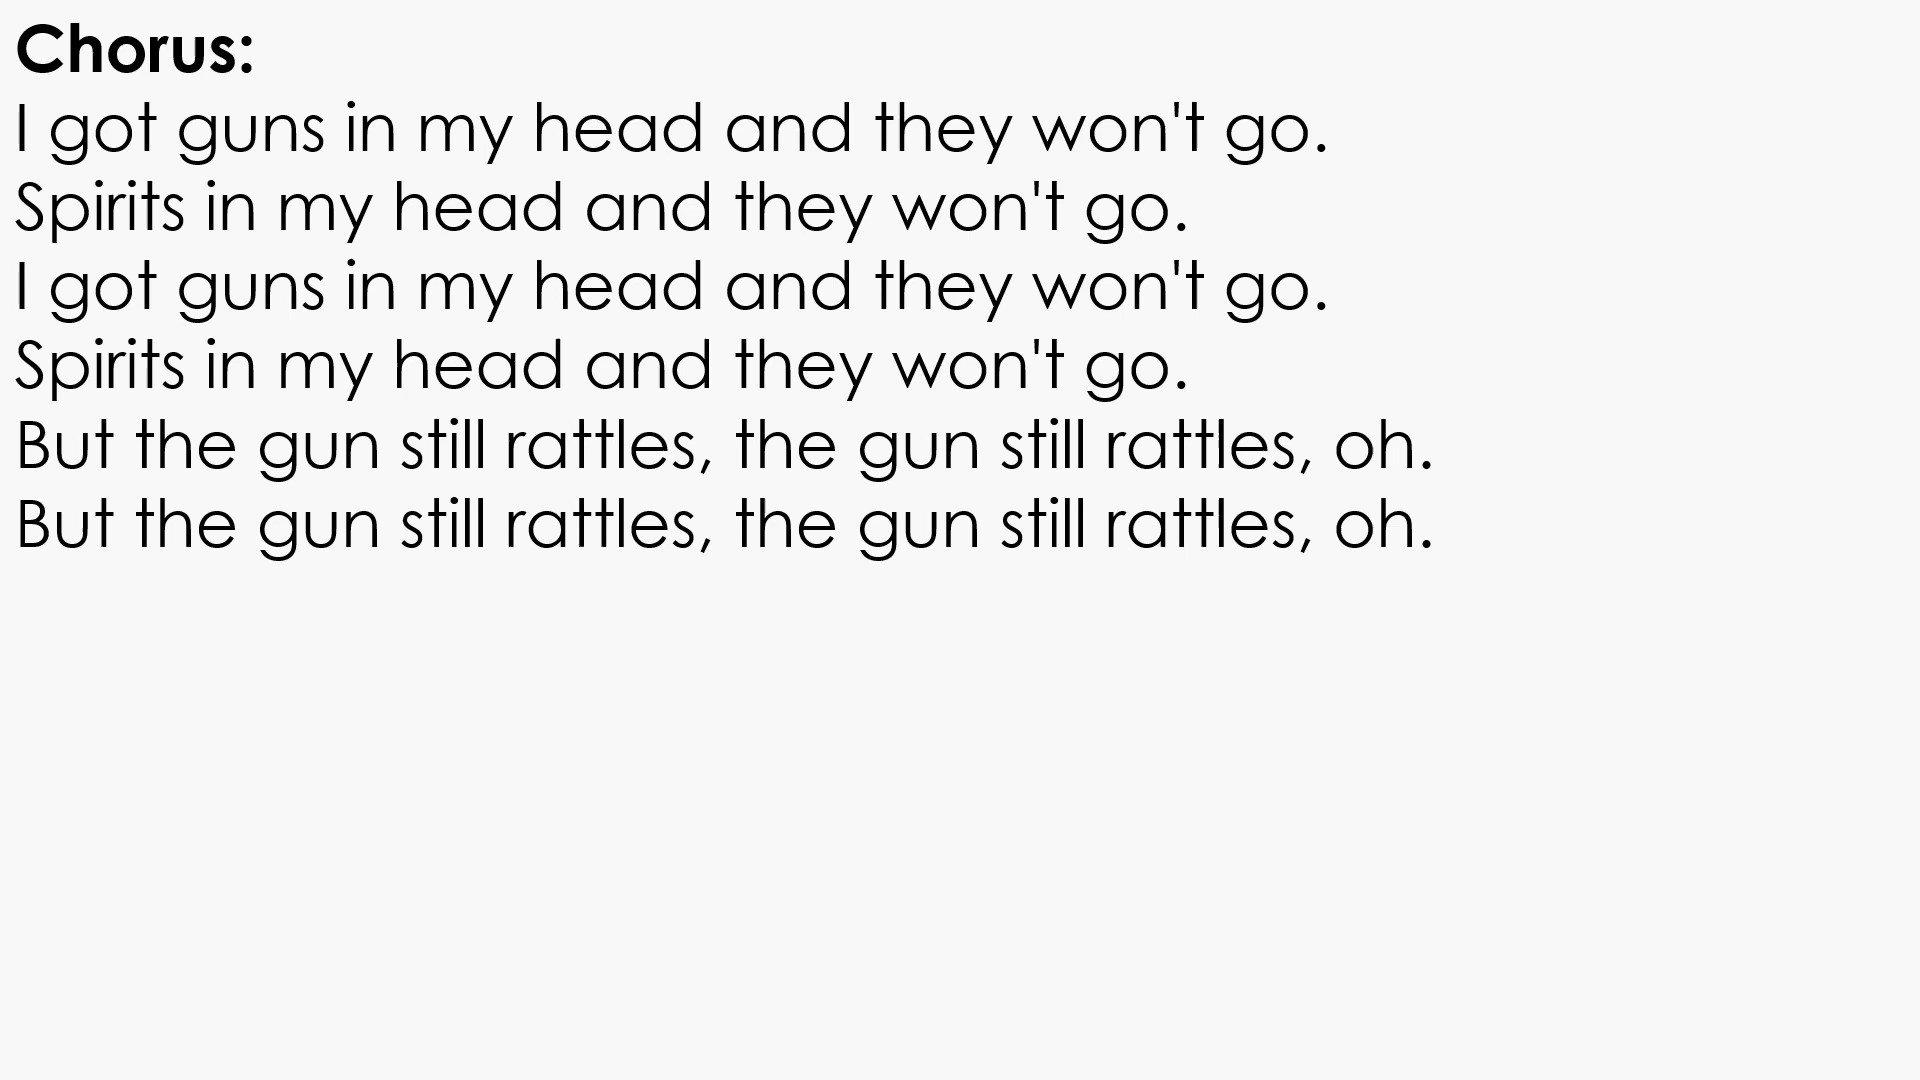 Chorus:
I got guns in my head and they won't go.
Spirits in my head and they won't go.
I got guns in my head and they won't go.
Spirits in my head and they won't go.
But the gun still rattles, the gun still rattles, oh.
But the gun still rattles, the gun still rattles, oh.